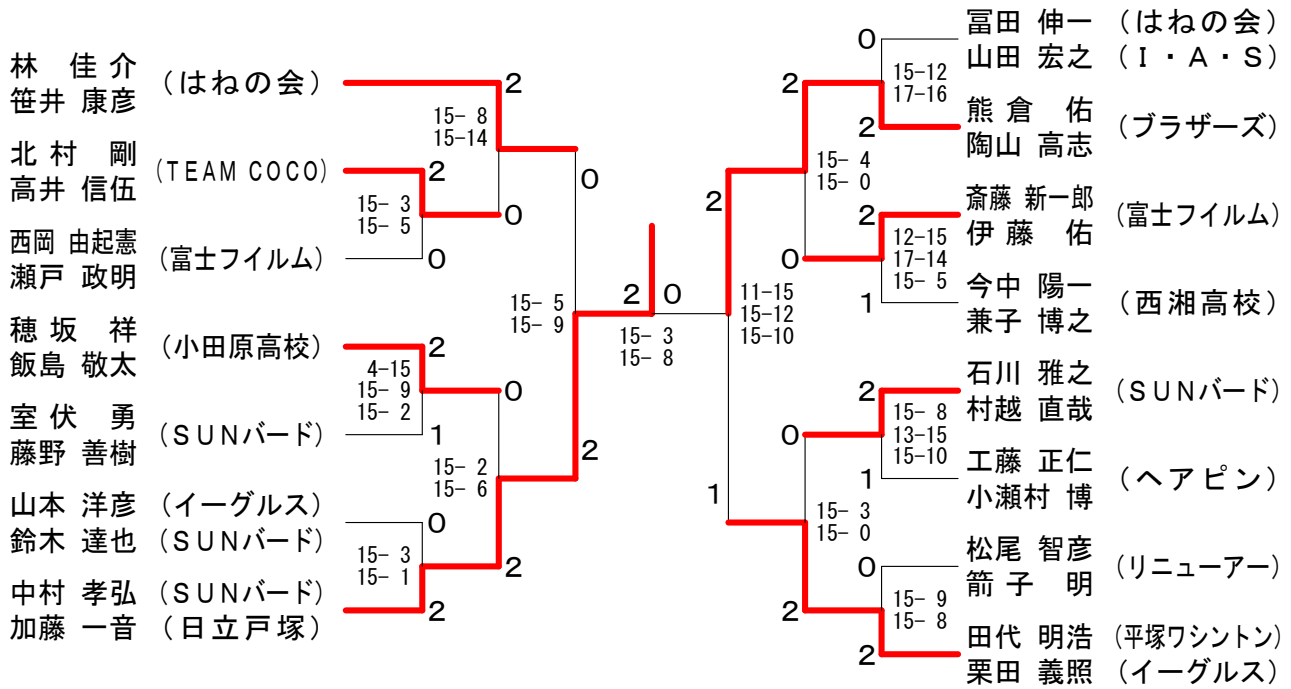 林 佳介 (はねの会)
笹井 康彦
2
15- 8
15-14
北村 剛 (TEAM COCO)
高井 信伍
2
15- 3
15- 5
0
西岡 由起憲 (富士フイルム)
瀬戸 政明
0
0
15- 5
15- 9
穂坂 祥 (小田原高校)
飯島 敬太
2
4-15
15- 9
15- 2
0
室伏 勇 (SUNバード)
藤野 善樹
1
15- 2
15- 6
2
山本 洋彦 (イーグルス)
鈴木 達也 (SUNバード)
0
15- 3
15- 1
2
中村 孝弘 (SUNバード)
加藤 一音 (日立戸塚)
2
2 0
15- 3
15- 8
冨田 伸一 (はねの会)
山田 宏之 (I・A・S)
0
15-12
17-16
2
熊倉 佑 (ブラザーズ)
陶山 高志
2
15- 4
15- 0
2
斎藤 新一郎 (富士フイルム)
伊藤 佑
2
12-15
17-14
15- 5
0
今中 陽一 (西湘高校)
兼子 博之
1
11-15
15-12
15-10
石川 雅之 (SUNバード)
村越 直哉
2
15- 8
13-15
15-10
0
工藤 正仁 (ヘアピン)
小瀬村 博
1
1
15- 3
15- 0
松尾 智彦 (リニューアー)
箭子 明
0
15- 9
15- 8
2
田代 明浩 (平塚ワシントン)
栗田 義照 (イーグルス)
2